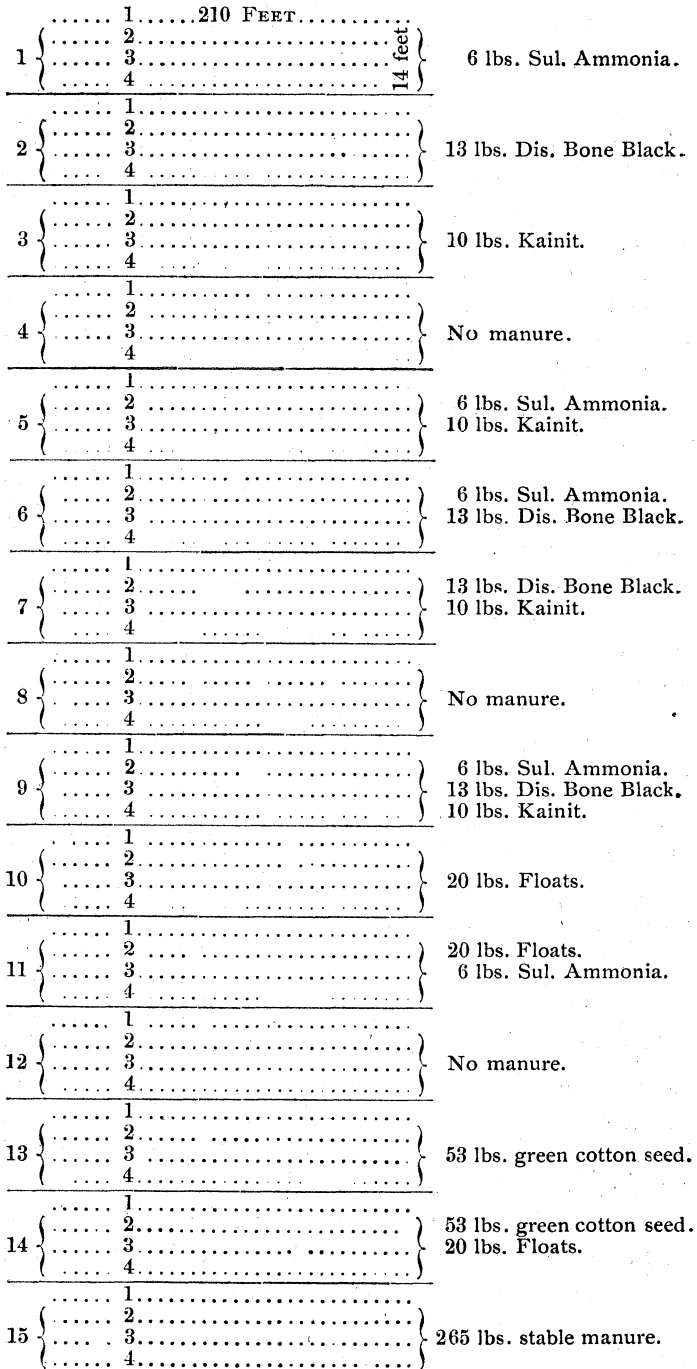 ...... 1......210 FEET............
1 { ...... 2.............................. 14 feet } 6 lbs. Sul. Ammonia.
...... 3..............................
...... 4 ..............................
...... 1..............................
...... 2..............................
2 { ...... 3.............................. } 13 lbs. Dis. Bone Black.
...... 4 ..............................
...... 1..............................
...... 2..............................
3 { ...... 3.............................. } 10 lbs. Kainit.
...... 4 ..............................
...... 1..............................
...... 2..............................
4 { ...... 3.............................. } No manure.
...... 4 ..............................
...... 1..............................
...... 2 .............................. 6 lbs. Sul. Ammonia.
5 { ...... 3.............................. } 10 lbs. Kainit.
...... 4 ..............................
...... 1..............................
...... 2.............................. 6 lbs. Sul. Ammonia.
6 { ...... 3 .............................. } 13 lbs. Dis. Bone Black.
...... 4 ..............................
...... 1..............................
...... 2...... .................. 13 lbs. Dis. Bone Black.
7 { ...... 3.............................. } 10 lbs. Kainit.
...... 4 ..............................
...... 1..............................
...... 2..............................
8 { ...... 3.............................. } No manure.
...... 4..............................
...... 1..............................
...... 2.............................. 6 lbs. Sul. Ammonia.
9 { ...... 3.............................. } 13 lbs. Dis. Bone Black.
...... 4 .............................. 10 lbs. Kainit.
...... 1..............................
...... 2..............................
10 { ...... 3.............................. } 20 lbs. Floats.
...... 4 ..............................
...... 1..............................
...... 2 .............................. 20 lbs. Floats.
11 { ...... 3.............................. } 6 lbs. Sul. Ammonia.
...... 4 ..............................
...... 1 ..............................
...... 2..............................
12 { ...... 3.............................. } No manure.
...... 4..............................
...... 1..............................
...... 2..............................
13 { ...... 3 .............................. } 53 lbs. green cotton seed.
...... 4..............................
...... 1..............................
...... 2.............................. 53 lbs. green cotton seed.
14 { ...... 3 .............................. } 20 lbs. Floats.
...... 4..............................
...... 1..............................
...... 2..............................
15 { ...... 3.............................. } 265 lbs. stable manure.
...... 4..............................